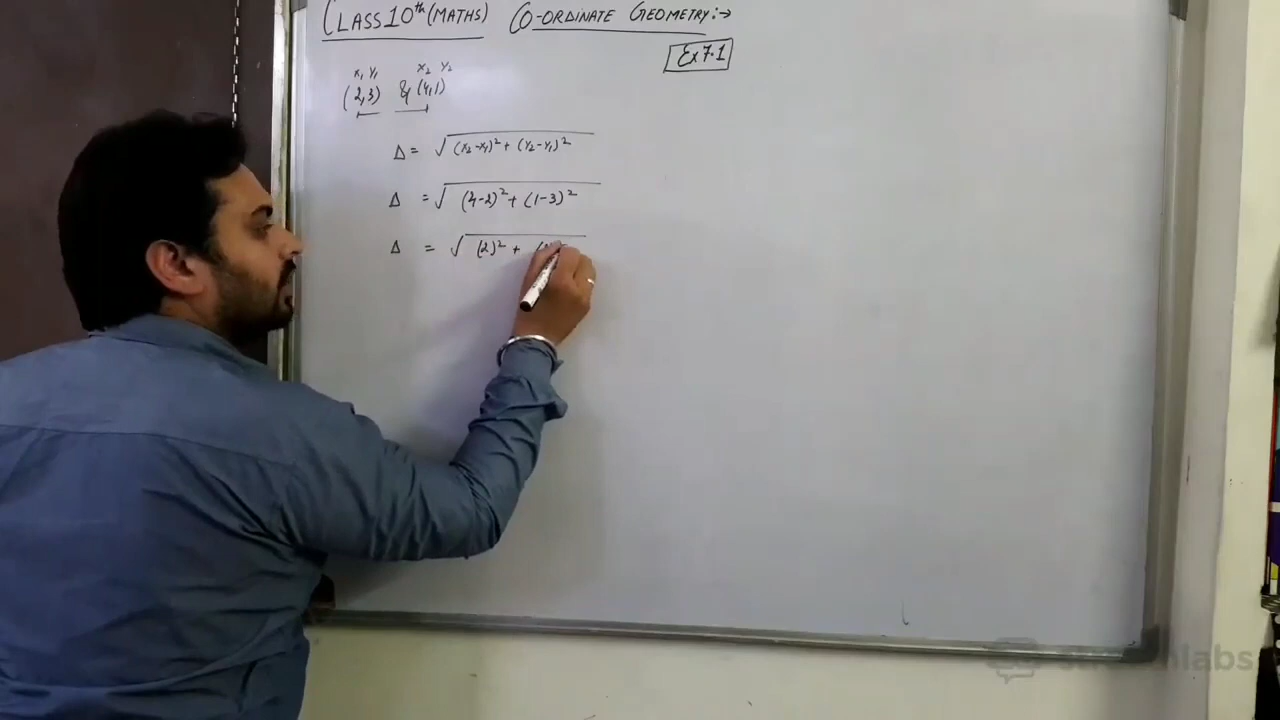 CLASS 10th (MATHS) CO-ORDINATE GEOMETRY:→
Ex 7.1
x₁ y₁ x₂ y₂
(2,3) & (4,1)
Δ = √(x₂-x₁)² + (y₂-y₁)²
Δ = √(4-2)² + (1-3)²
Δ = √(2)² + (